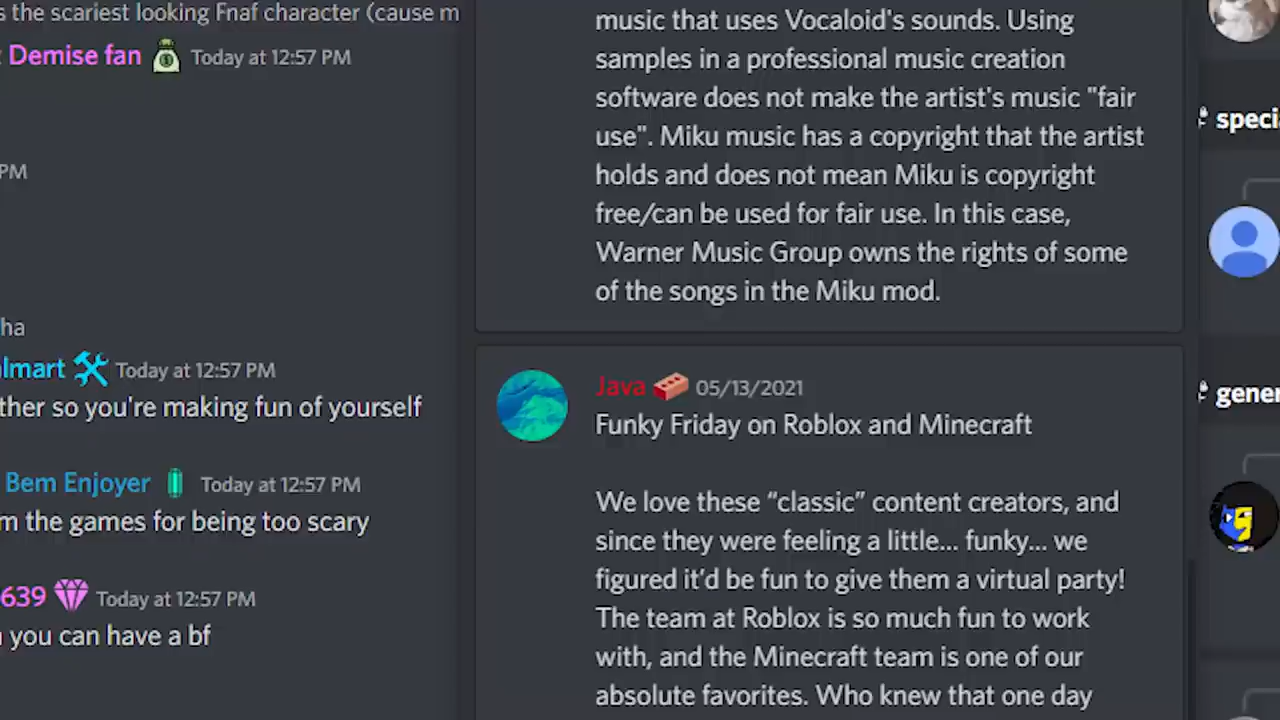 s the scariest looking Fnaf character (cause m
Demise fan Today at 12:57 PM
PM
ha
lmart Today at 12:57 PM
ther so you're making fun of yourself
Bem Enjoyer Today at 12:57 PM
m the games for being too scary
639 Today at 12:57 PM
you can have a bf
music that uses Vocaloid's sounds. Using
samples in a professional music creation
software does not make the artist's music "fair
use". Miku music has a copyright that the artist
holds and does not mean Miku is copyright
free/can be used for fair use. In this case,
Warner Music Group owns the rights of some
of the songs in the Miku mod.
Java 05/13/2021
Funky Friday on Roblox and Minecraft
We love these “classic” content creators, and
since they were feeling a little... funky... we
figured it’d be fun to give them a virtual party!
The team at Roblox is so much fun to work
with, and the Minecraft team is one of our
absolute favorites. Who knew that one day
speci
gener